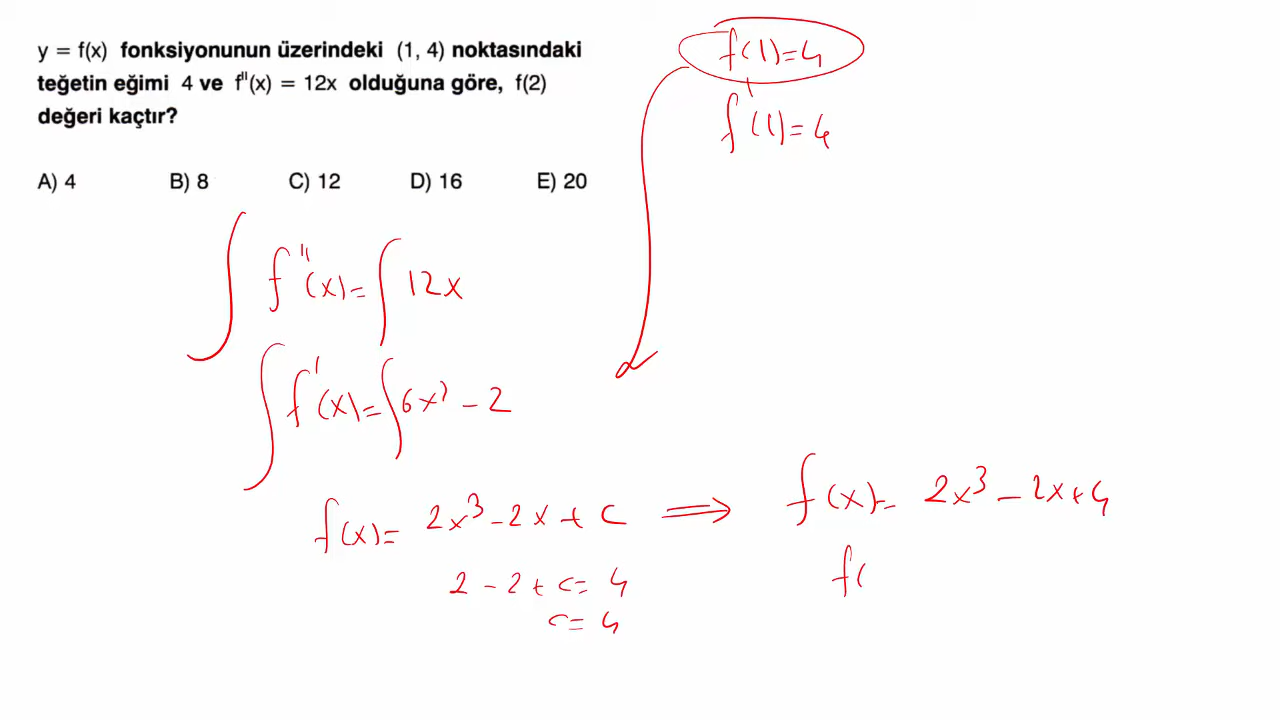 y = f(x) fonksiyonunun üzerindeki (1, 4) noktasındaki
teğetin eğimi 4 ve f''(x) = 12x olduğuna göre, f(2)
değeri kaçtır?
A) 4 B) 8 C) 12 D) 16 E) 20
f(1)=4
f'(1)=4
∫ f''(x)= ∫ 12x
∫ f'(x)= ∫ 6x² - 2
f(x)= 2x³ - 2x + c ⟹ f(x)= 2x³ - 2x + 4
2 - 2 + c = 4
c = 4
f(